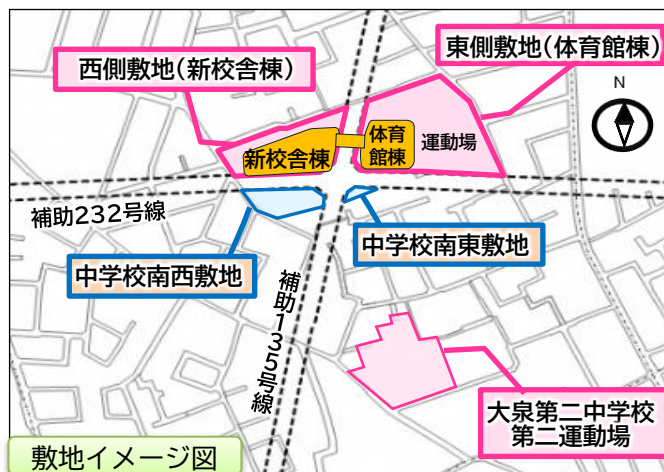 西側敷地(新校舎棟)
東側敷地(体育館棟)
N
新校舎棟
体育
館棟
運動場
補助232号線
中学校南西敷地
中学校南東敷地
補助135号線
大泉第二中学校
第二運動場
敷地イメージ図